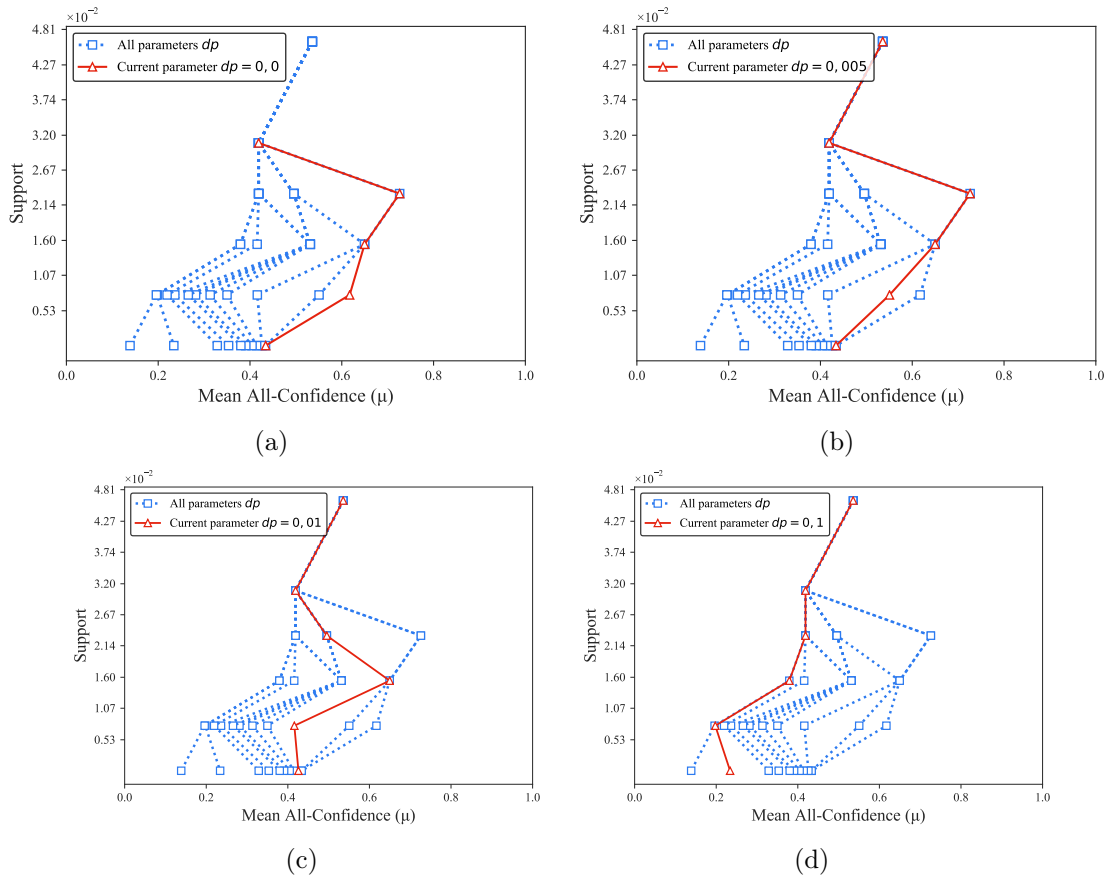 ×10⁻²
4.81
4.27
3.74
3.20
2.67
2.14
1.60
1.07
0.53
Support
All parameters dp
Current parameter dp = 0, 0
0.0 0.2 0.4 0.6 0.8 1.0
Mean All-Confidence (μ)
(a)
×10⁻²
4.81
4.27
3.74
3.20
2.67
2.14
1.60
1.07
0.53
Support
All parameters dp
Current parameter dp = 0, 005
0.0 0.2 0.4 0.6 0.8 1.0
Mean All-Confidence (μ)
(b)
×10⁻²
4.81
4.27
3.74
3.20
2.67
2.14
1.60
1.07
0.53
Support
All parameters dp
Current parameter dp = 0, 01
0.0 0.2 0.4 0.6 0.8 1.0
Mean All-Confidence (μ)
(c)
×10⁻²
4.81
4.27
3.74
3.20
2.67
2.14
1.60
1.07
0.53
Support
All parameters dp
Current parameter dp = 0, 1
0.0 0.2 0.4 0.6 0.8 1.0
Mean All-Confidence (μ)
(d)